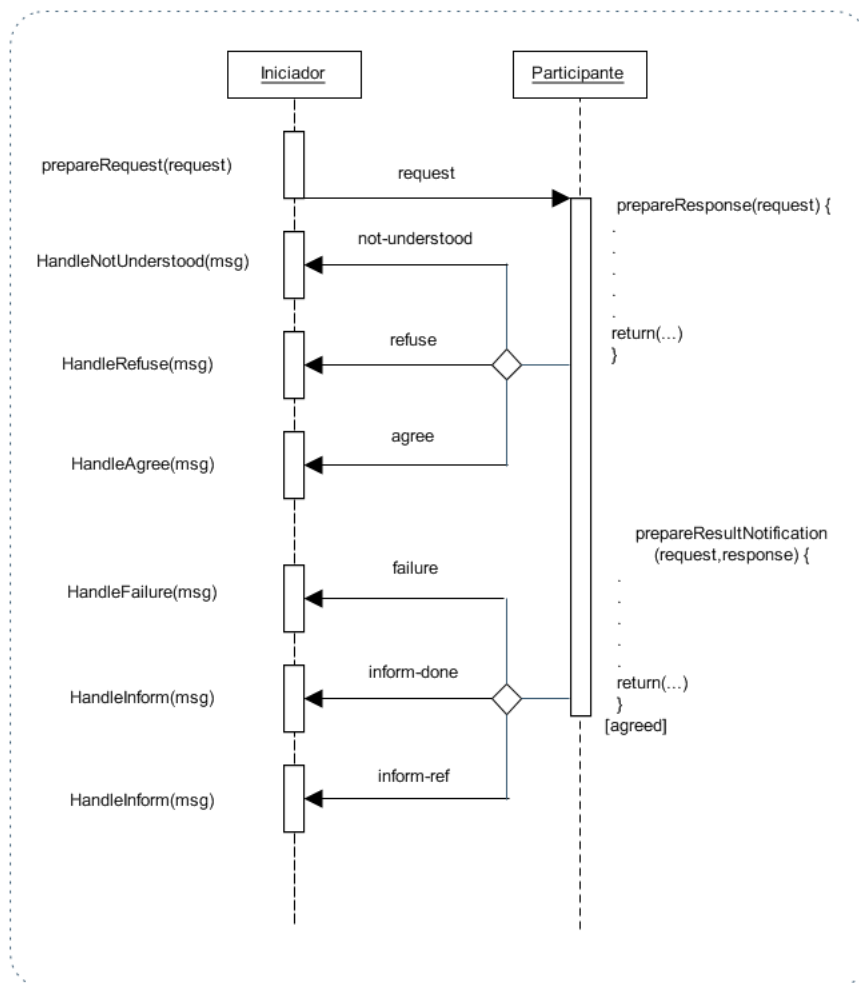 Iniciador
Participante
prepareRequest(request)
request
prepareResponse(request) {
.
.
.
.
.
return(...)
}
not-understood
HandleNotUnderstood(msg)
refuse
HandleRefuse(msg)
agree
HandleAgree(msg)
prepareResultNotification
(request,response) {
.
.
.
.
.
return(...)
}
[agreed]
failure
HandleFailure(msg)
inform-done
HandleInform(msg)
inform-ref
HandleInform(msg)